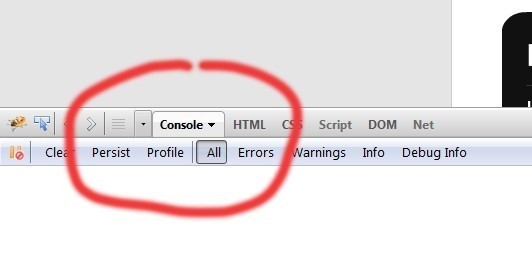 Console HTML CSS Script DOM Net
Clear Persist Profile All Errors Warnings Info Debug Info